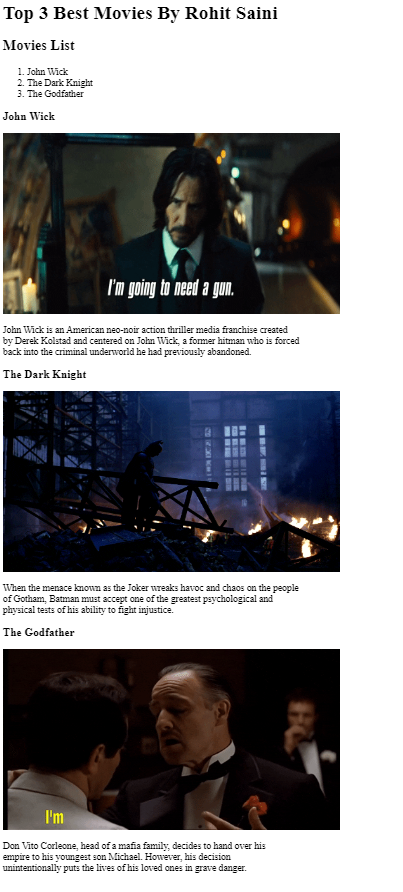 Top 3 Best Movies By Rohit Saini
Movies List
1. John Wick
2. The Dark Knight
3. The Godfather
John Wick
I'm going to need a gun.
John Wick is an American neo-noir action thriller media franchise created
by Derek Kolstad and centered on John Wick, a former hitman who is forced
back into the criminal underworld he had previously abandoned.
The Dark Knight
When the menace known as the Joker wreaks havoc and chaos on the people
of Gotham, Batman must accept one of the greatest psychological and
physical tests of his ability to fight injustice.
The Godfather
I'm
Don Vito Corleone, head of a mafia family, decides to hand over his
empire to his youngest son Michael. However, his decision
unintentionally puts the lives of his loved ones in grave danger.